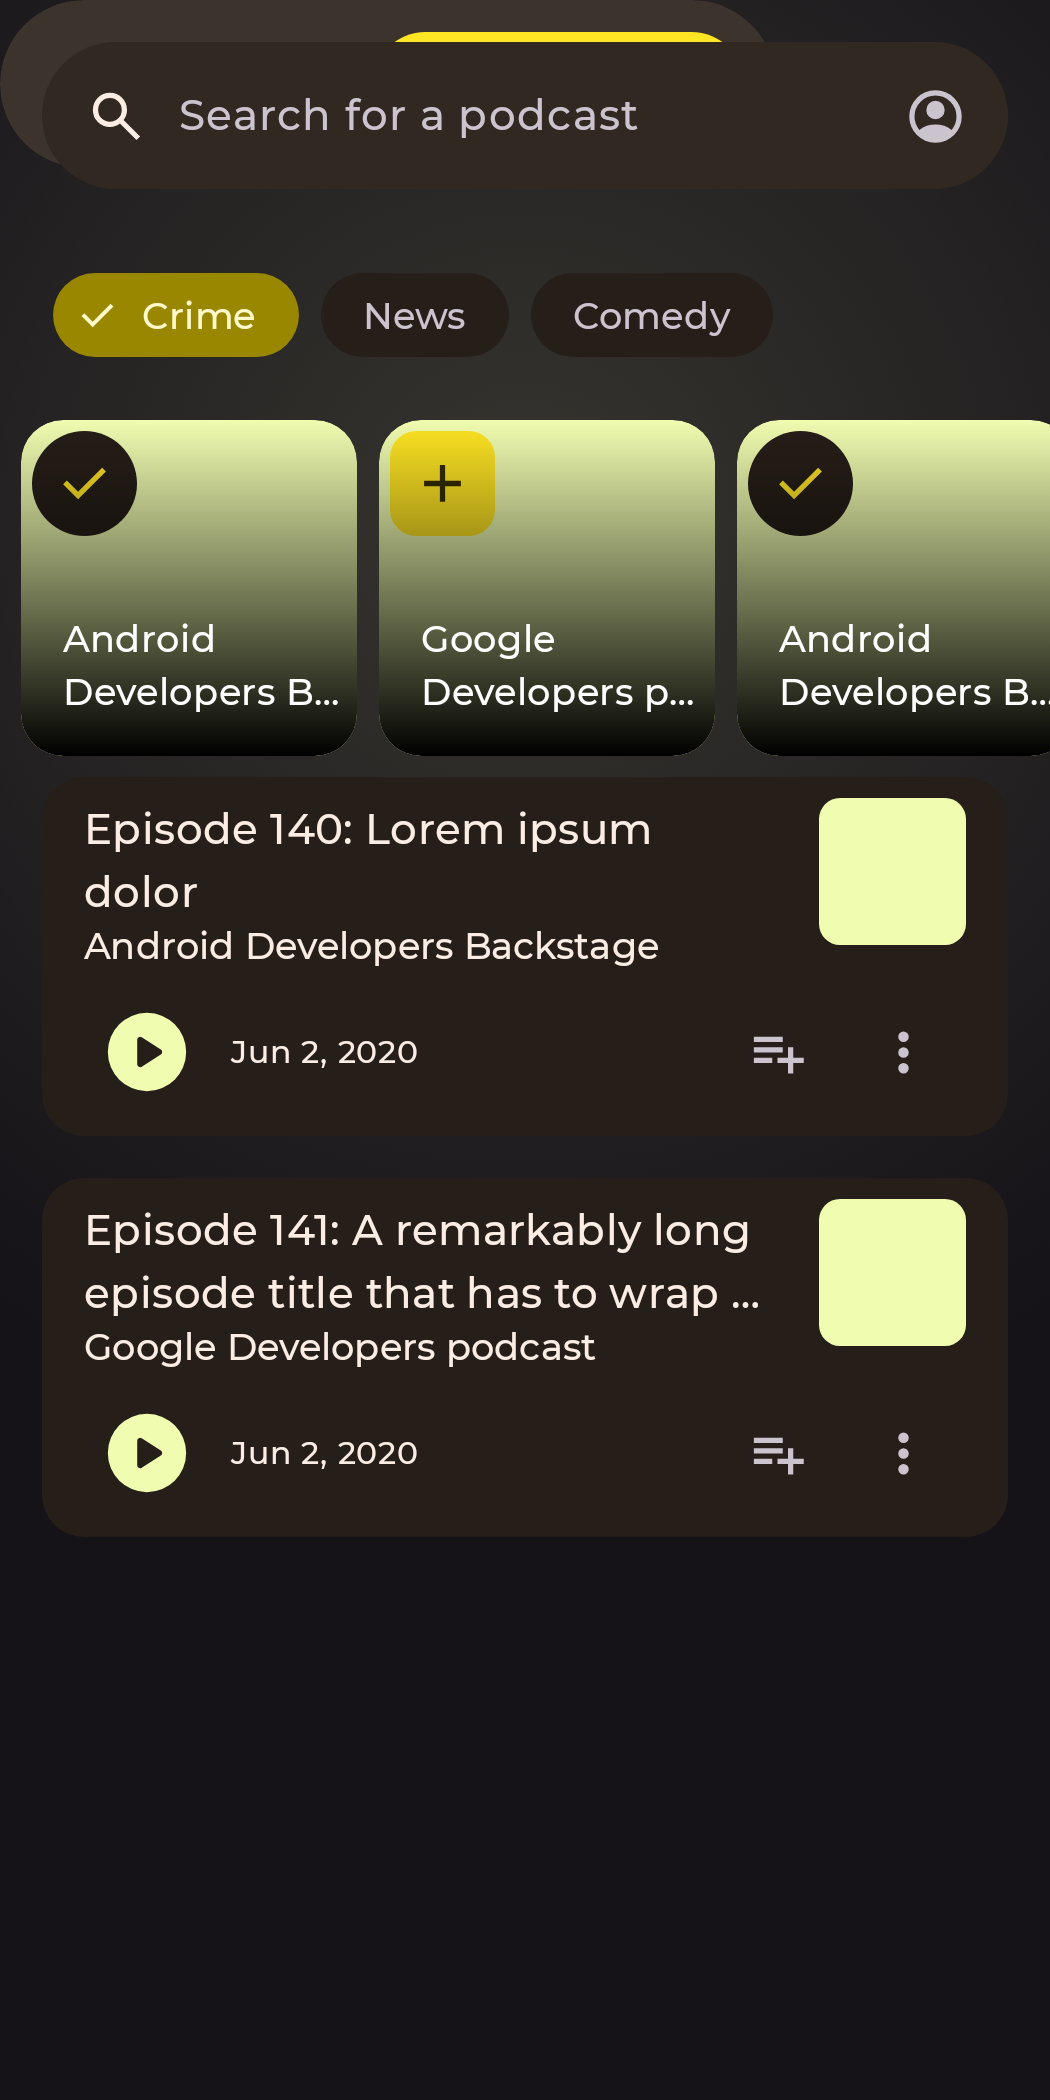 Search for a podcast
Crime
News
Comedy
Android
Developers B...
Google
Developers p...
Android
Developers B...
Episode 140: Lorem ipsum
dolor
Android Developers Backstage
Jun 2, 2020
Episode 141: A remarkably long
episode title that has to wrap ...
Google Developers podcast
Jun 2, 2020